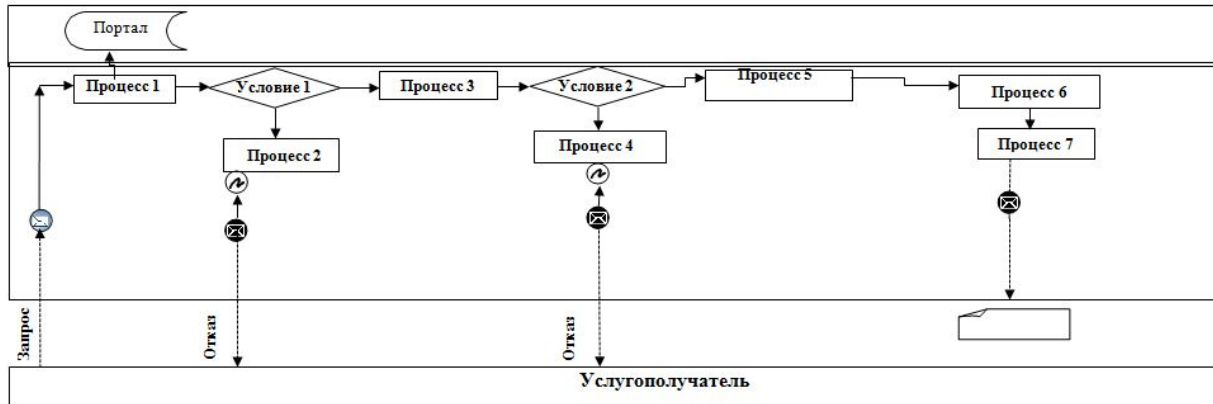 Портал
Процесс 1
Условие 1
Процесс 3
Условие 2
Процесс 5
Процесс 6
Процесс 2
Процесс 4
Процесс 7
Запрос
Отказ
Отказ
Услугополучатель